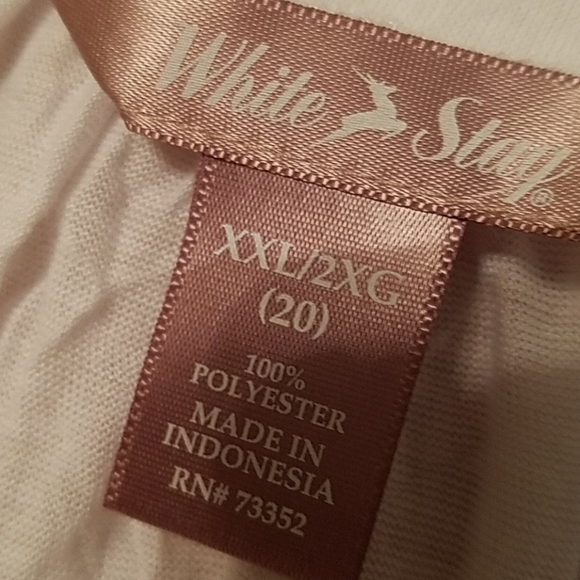 White Stag®
XXL/2XG
(20)
100%
POLYESTER
MADE IN
INDONESIA
RN# 73352